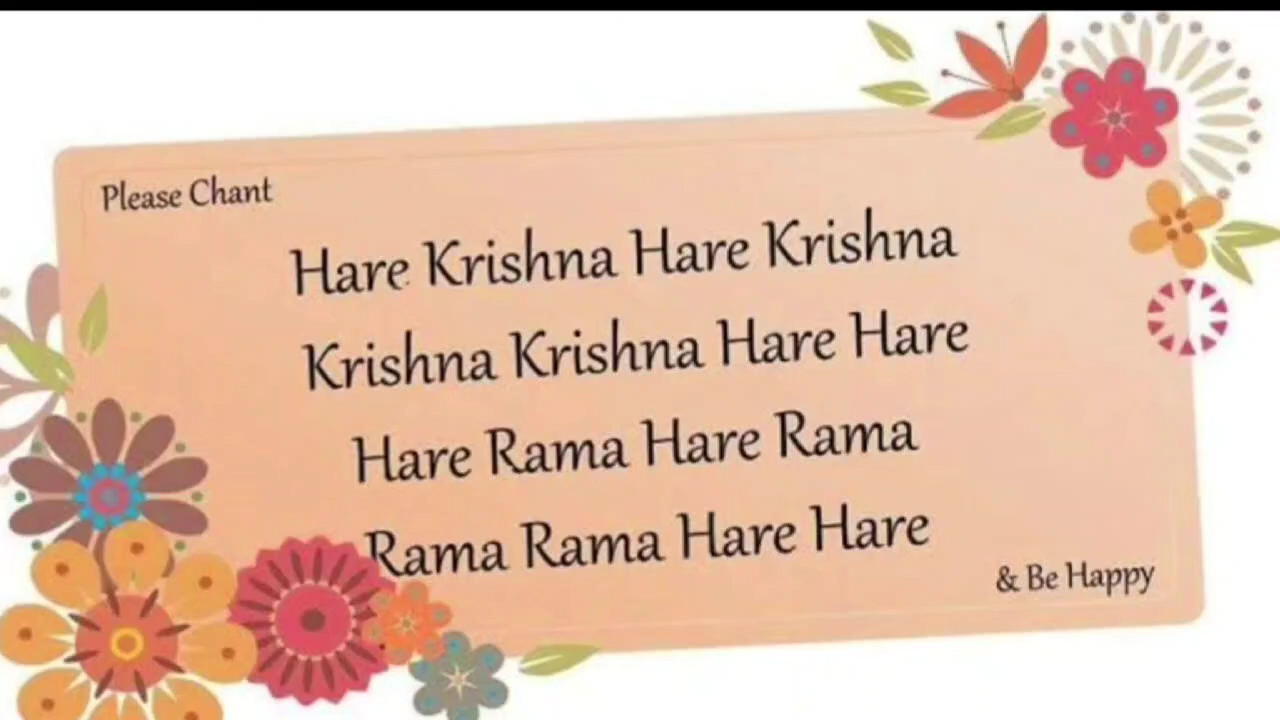 Please Chant
Hare Krishna Hare Krishna
Krishna Krishna Hare Hare
Hare Rama Hare Rama
Rama Rama Hare Hare
& Be Happy